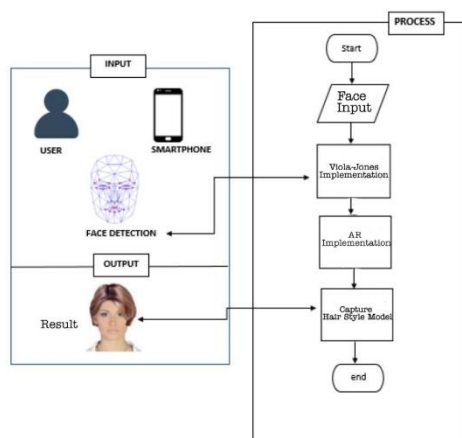 PROCESS
Start
INPUT
Face
Input
USER
SMARTPHONE
Viola-Jones
Implementation
FACE DETECTION
AR
Implementation
OUTPUT
Result
Capture
Hair Style Model
end